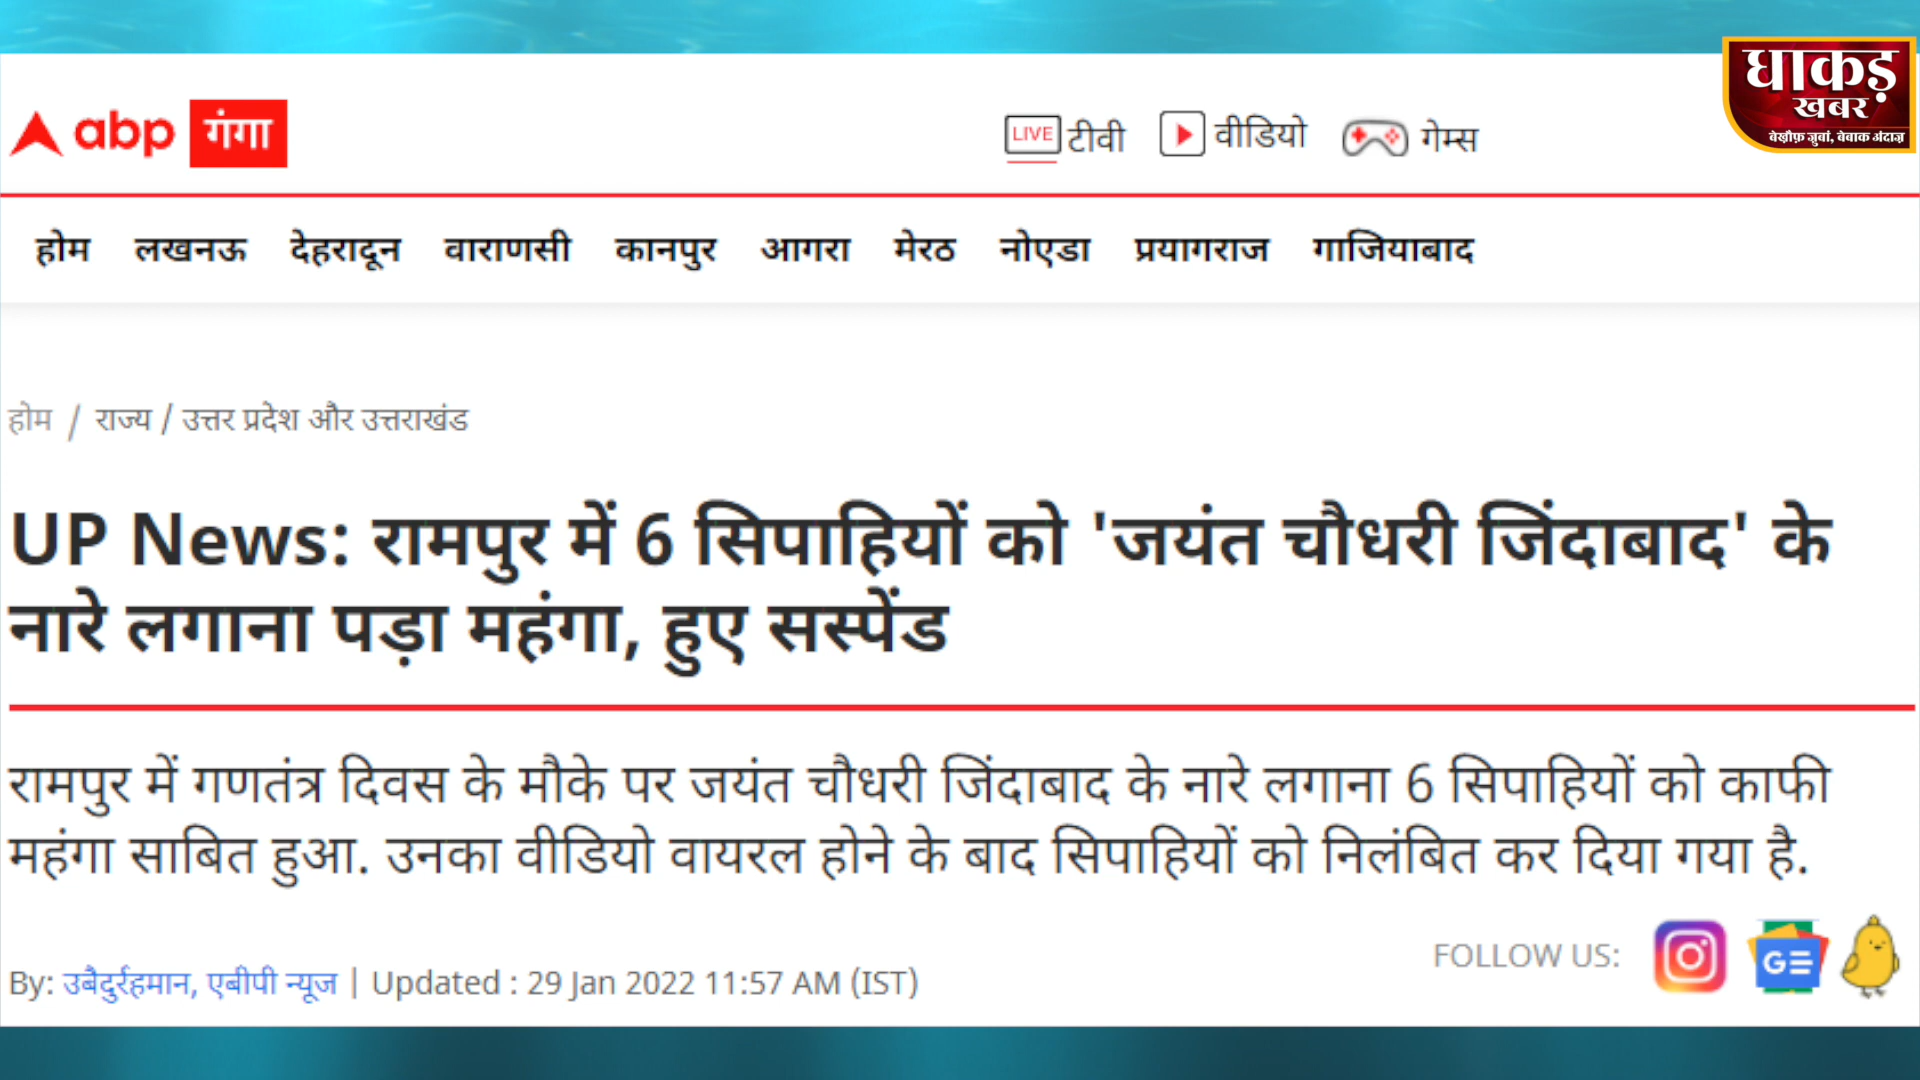 धाकड़
खबर
बेख़ौफ़ जुबां, बेबाक अंदाज़
abp गंगा
LIVE टीवी वीडियो गेम्स
होम लखनऊ देहरादून वाराणसी कानपुर आगरा मेरठ नोएडा प्रयागराज गाजियाबाद
होम / राज्य / उत्तर प्रदेश और उत्तराखंड
UP News: रामपुर में 6 सिपाहियों को 'जयंत चौधरी जिंदाबाद' के
नारे लगाना पड़ा महंगा, हुए सस्पेंड
रामपुर में गणतंत्र दिवस के मौके पर जयंत चौधरी जिंदाबाद के नारे लगाना 6 सिपाहियों को काफी
महंगा साबित हुआ. उनका वीडियो वायरल होने के बाद सिपाहियों को निलंबित कर दिया गया है.
FOLLOW US: GE
By: उबैदुर्रहमान, एबीपी न्यूज | Updated : 29 Jan 2022 11:57 AM (IST)